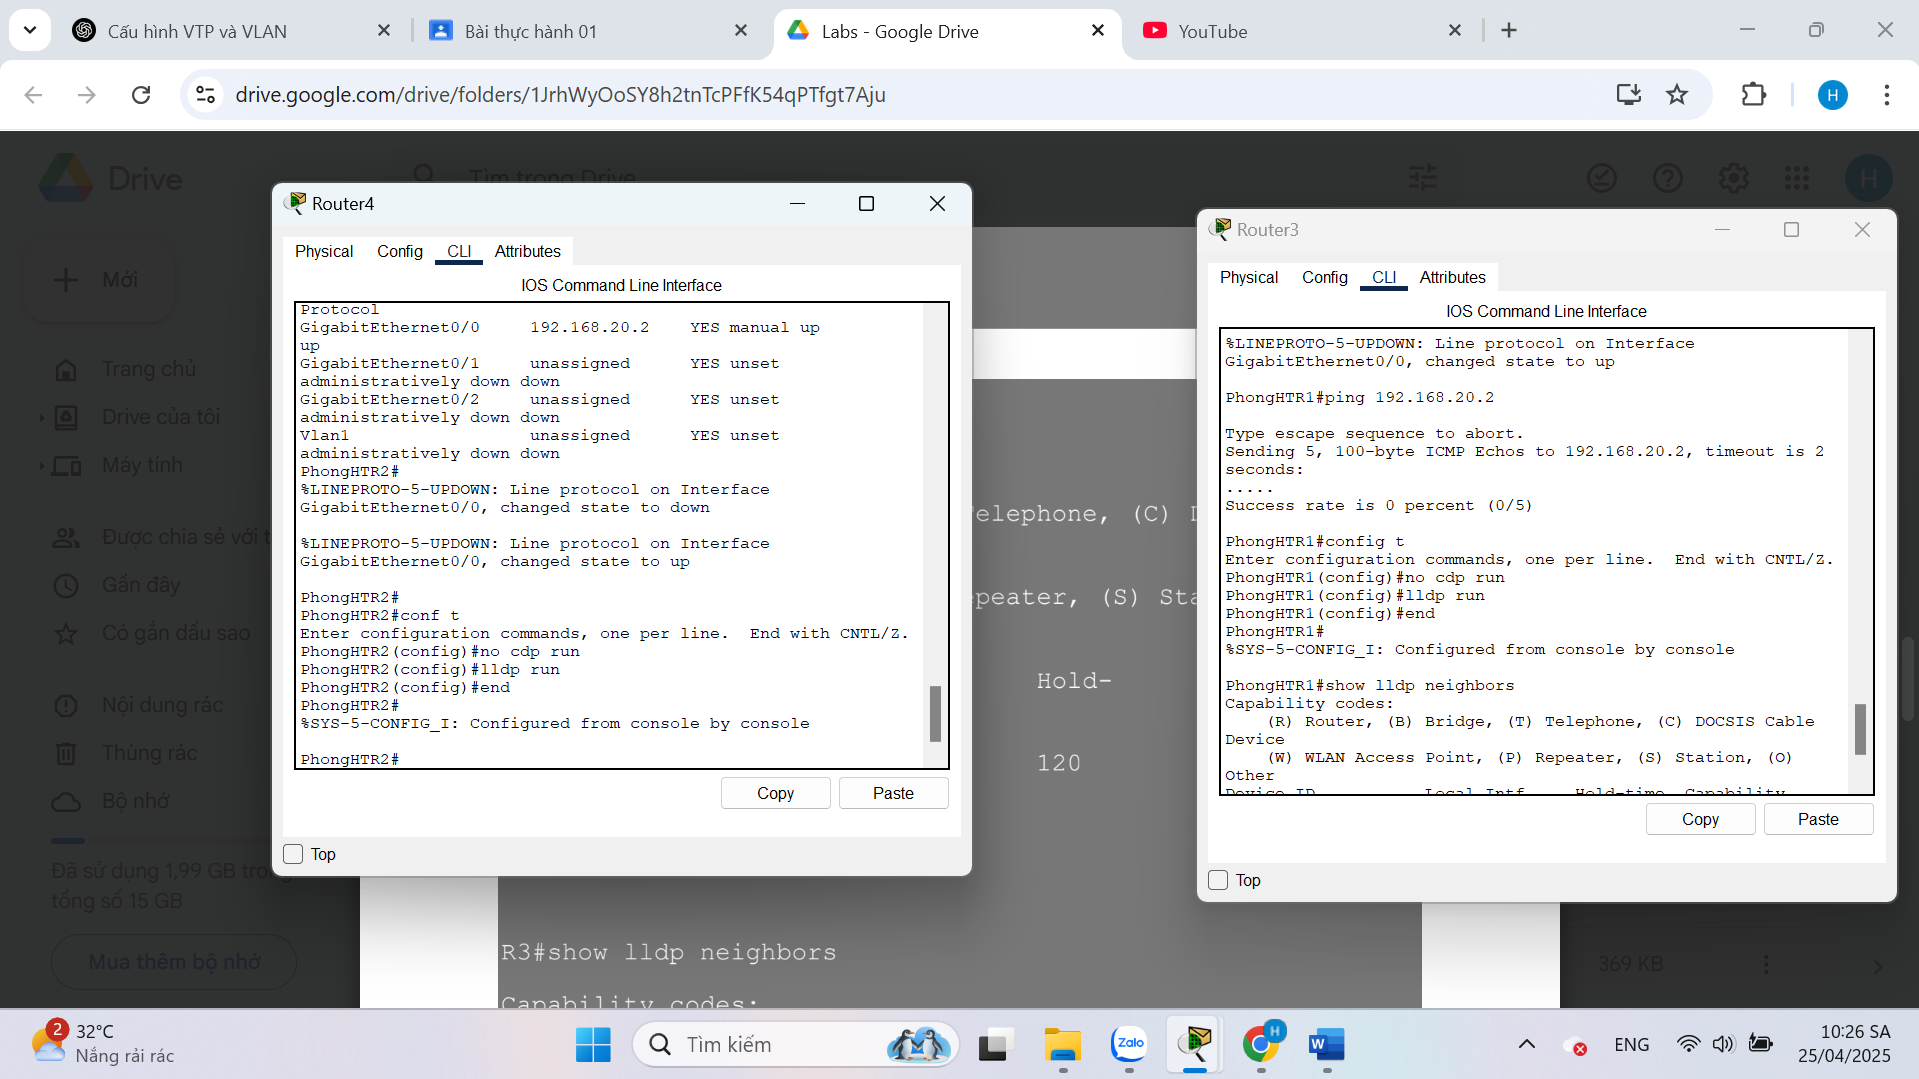 Cấu hình VTP và VLAN
Bài thực hành 01
Labs - Google Drive
YouTube
drive.google.com/drive/folders/1JrhWyOoSY8h2tnTcPFfK54qPTfgt7Aju
H
Drive
Tìm trong Drive
H
Mới
Trang chủ
Drive của tôi
Máy tính
Được chia sẻ với t
Gần đây
Có gắn dấu sao
Nội dung rác
Thùng rác
Bộ nhớ
Đã sử dụng 1,99 GB trong
tổng số 15 GB
Mua thêm bộ nhớ
Router4
Physical Config CLI Attributes
IOS Command Line Interface
Protocol
GigabitEthernet0/0 192.168.20.2 YES manual up
up
GigabitEthernet0/1 unassigned YES unset
administratively down down
GigabitEthernet0/2 unassigned YES unset
administratively down down
Vlan1 unassigned YES unset
administratively down down
PhongHTR2#
%LINEPROTO-5-UPDOWN: Line protocol on Interface
GigabitEthernet0/0, changed state to down
%LINEPROTO-5-UPDOWN: Line protocol on Interface
GigabitEthernet0/0, changed state to up
PhongHTR2#
PhongHTR2#conf t
Enter configuration commands, one per line. End with CNTL/Z.
PhongHTR2(config)#no cdp run
PhongHTR2(config)#lldp run
PhongHTR2(config)#end
PhongHTR2#
%SYS-5-CONFIG_I: Configured from console by console
PhongHTR2#
Copy Paste
Top
elephone, (C) D
peater, (S) Sta
Hold-
120
R3#show lldp neighbors
Capability codes:
Router3
Physical Config CLI Attributes
IOS Command Line Interface
%LINEPROTO-5-UPDOWN: Line protocol on Interface
GigabitEthernet0/0, changed state to up
PhongHTR1#ping 192.168.20.2
Type escape sequence to abort.
Sending 5, 100-byte ICMP Echos to 192.168.20.2, timeout is 2
seconds:
.....
Success rate is 0 percent (0/5)
PhongHTR1#config t
Enter configuration commands, one per line. End with CNTL/Z.
PhongHTR1(config)#no cdp run
PhongHTR1(config)#lldp run
PhongHTR1(config)#end
PhongHTR1#
%SYS-5-CONFIG_I: Configured from console by console
PhongHTR1#show lldp neighbors
Capability codes:
(R) Router, (B) Bridge, (T) Telephone, (C) DOCSIS Cable
Device
(W) WLAN Access Point, (P) Repeater, (S) Station, (O)
Other
Device ID Local Intf Hold-time Capability
Copy Paste
Top
369 KB
2
32°C
Nắng rải rác
Tìm kiếm
Zalo
H
W
ENG
10:26 SA
25/04/2025